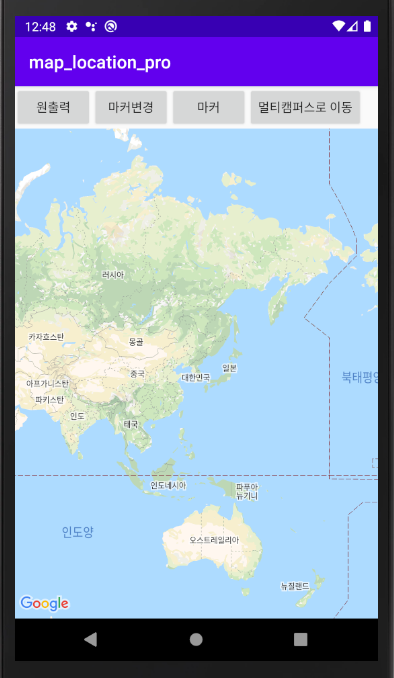 12:48
map_location_pro
원출력 마커변경 마커 멀티캠퍼스로 이동
러시아
카자흐스탄
몽골
아프가니스탄
중국
대한민국
일본
북태평양
파키스탄
인도
태국
인도네시아
파푸아
뉴기니
인도양
오스트레일리아
뉴질랜드
Google